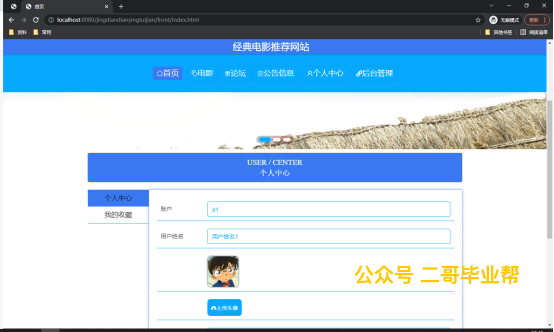 首页
localhost:8080/jingdiandianyingtuijian/front/index.html
无痕模式
更新
资料
常用
其他书签
阅读清单
经典电影推荐网站
首页 电影 论坛 公告信息 个人中心 后台管理
USER / CENTER
个人中心
个人中心
我的收藏
账户
a1
用户姓名
用户姓名1
公众号 二哥毕业帮
上传头像